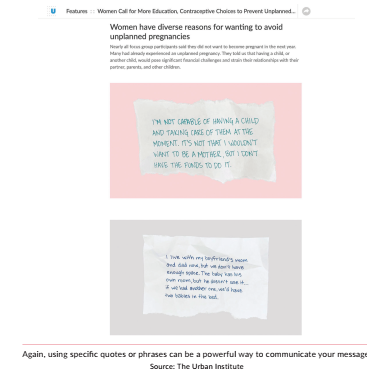 U Features :: Women Call for More Education, Contraceptive Choices to Prevent Unplanned...
Women have diverse reasons for wanting to avoid
unplanned pregnancies
Nearly all focus group participants said they did not want to become pregnant in the next year.
Many had already experienced an unplanned pregnancy. They told us that having a child, or
another child, would pose significant financial challenges and strain their relationships with their
partner, parents, and other children.
I'M NOT CAPABLE OF HAVING A CHILD
AND TAKING CARE OF THEM AT THE
MOMENT. IT'S NOT THAT I WOULDN'T
WANT TO BE A MOTHER, BUT I DON'T
HAVE THE FUNDS TO DO IT.
I live with my boyfriend's mom
and dad now, but we don't have
enough space. The baby has his
own room, but he doesn't use it...
if we had another one, we'd have
two babies in the bed.
Again, using specific quotes or phrases can be a powerful way to communicate your message
Source: The Urban Institute